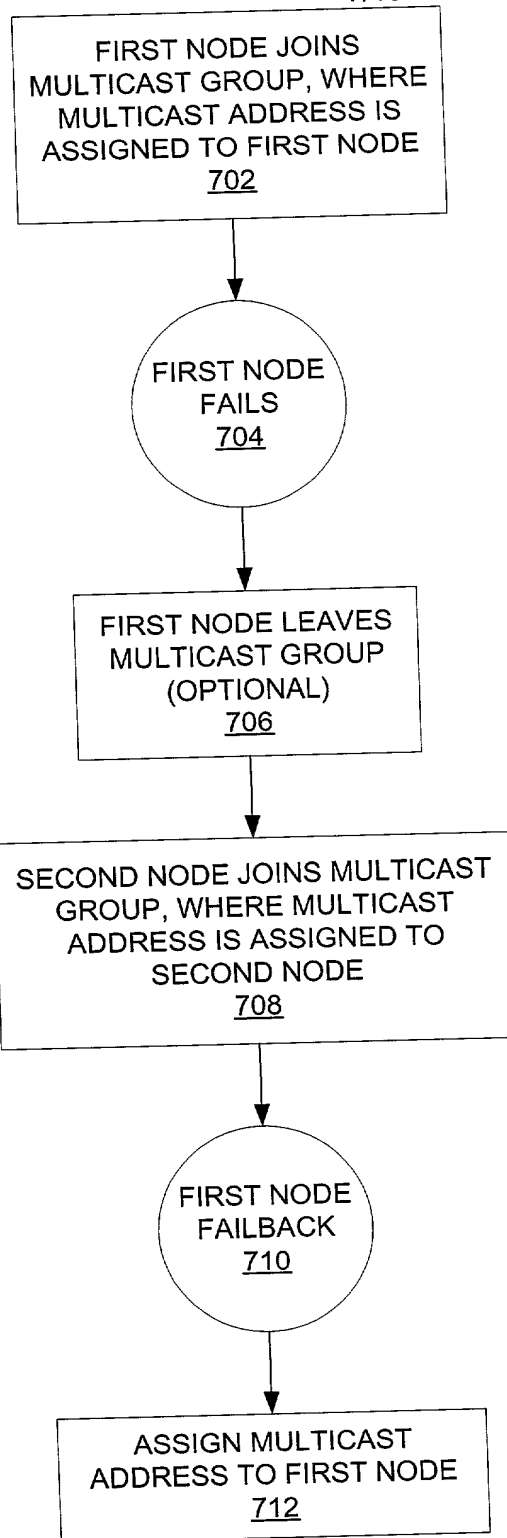 FIRST NODE JOINS
MULTICAST GROUP, WHERE
MULTICAST ADDRESS IS
ASSIGNED TO FIRST NODE
702
FIRST NODE
FAILS
704
FIRST NODE LEAVES
MULTICAST GROUP
(OPTIONAL)
706
SECOND NODE JOINS MULTICAST
GROUP, WHERE MULTICAST
ADDRESS IS ASSIGNED TO
SECOND NODE
708
FIRST NODE
FAILBACK
710
ASSIGN MULTICAST
ADDRESS TO FIRST NODE
712